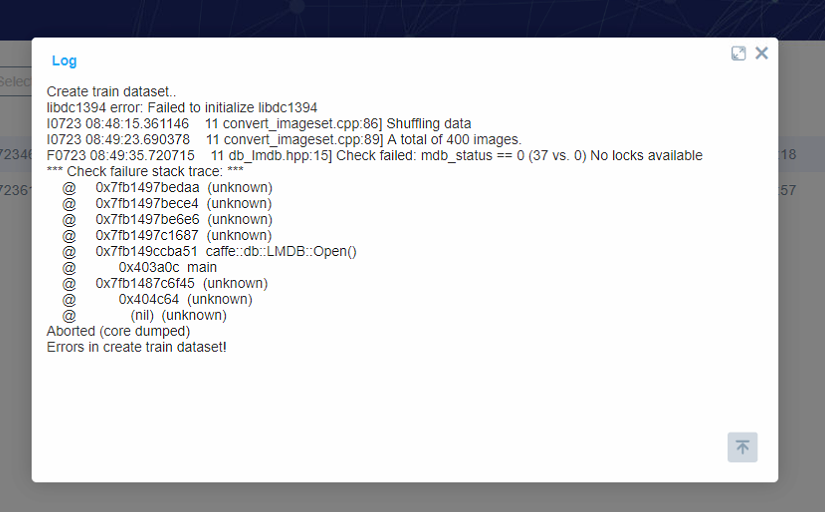 Log
Create train dataset..
libdc1394 error: Failed to initialize libdc1394
I0723 08:48:15.361146 11 convert_imageset.cpp:86] Shuffling data
I0723 08:49:23.690378 11 convert_imageset.cpp:89] A total of 400 images.
F0723 08:49:35.720715 11 db_lmdb.hpp:15] Check failed: mdb_status == 0 (37 vs. 0) No locks available
*** Check failure stack trace: ***
@ 0x7fb1497bedaa (unknown)
@ 0x7fb1497bece4 (unknown)
@ 0x7fb1497be6e6 (unknown)
@ 0x7fb1497c1687 (unknown)
@ 0x7fb149ccba51 caffe::db::LMDB::Open()
@ 0x403a0c main
@ 0x7fb1487c6f45 (unknown)
@ 0x404c64 (unknown)
@ (nil) (unknown)
Aborted (core dumped)
Errors in create train dataset!
Selec
7234
:18
7236
:57